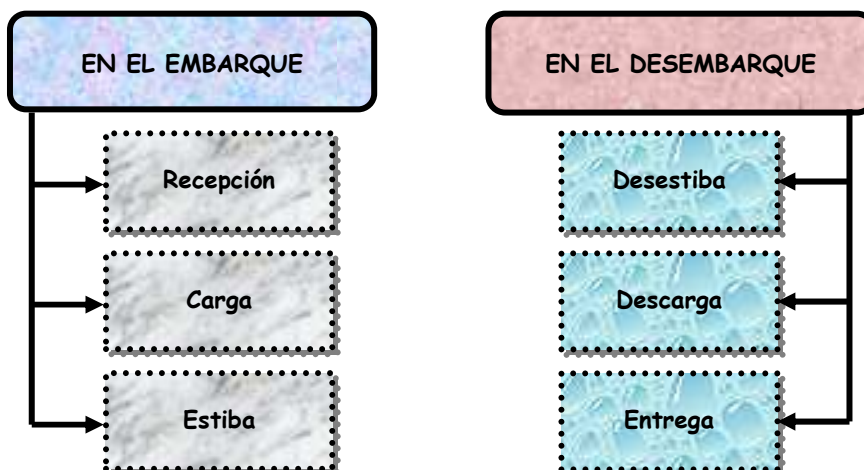 EN EL EMBARQUE
Recepción
Carga
Estiba
EN EL DESEMBARQUE
Desestiba
Descarga
Entrega